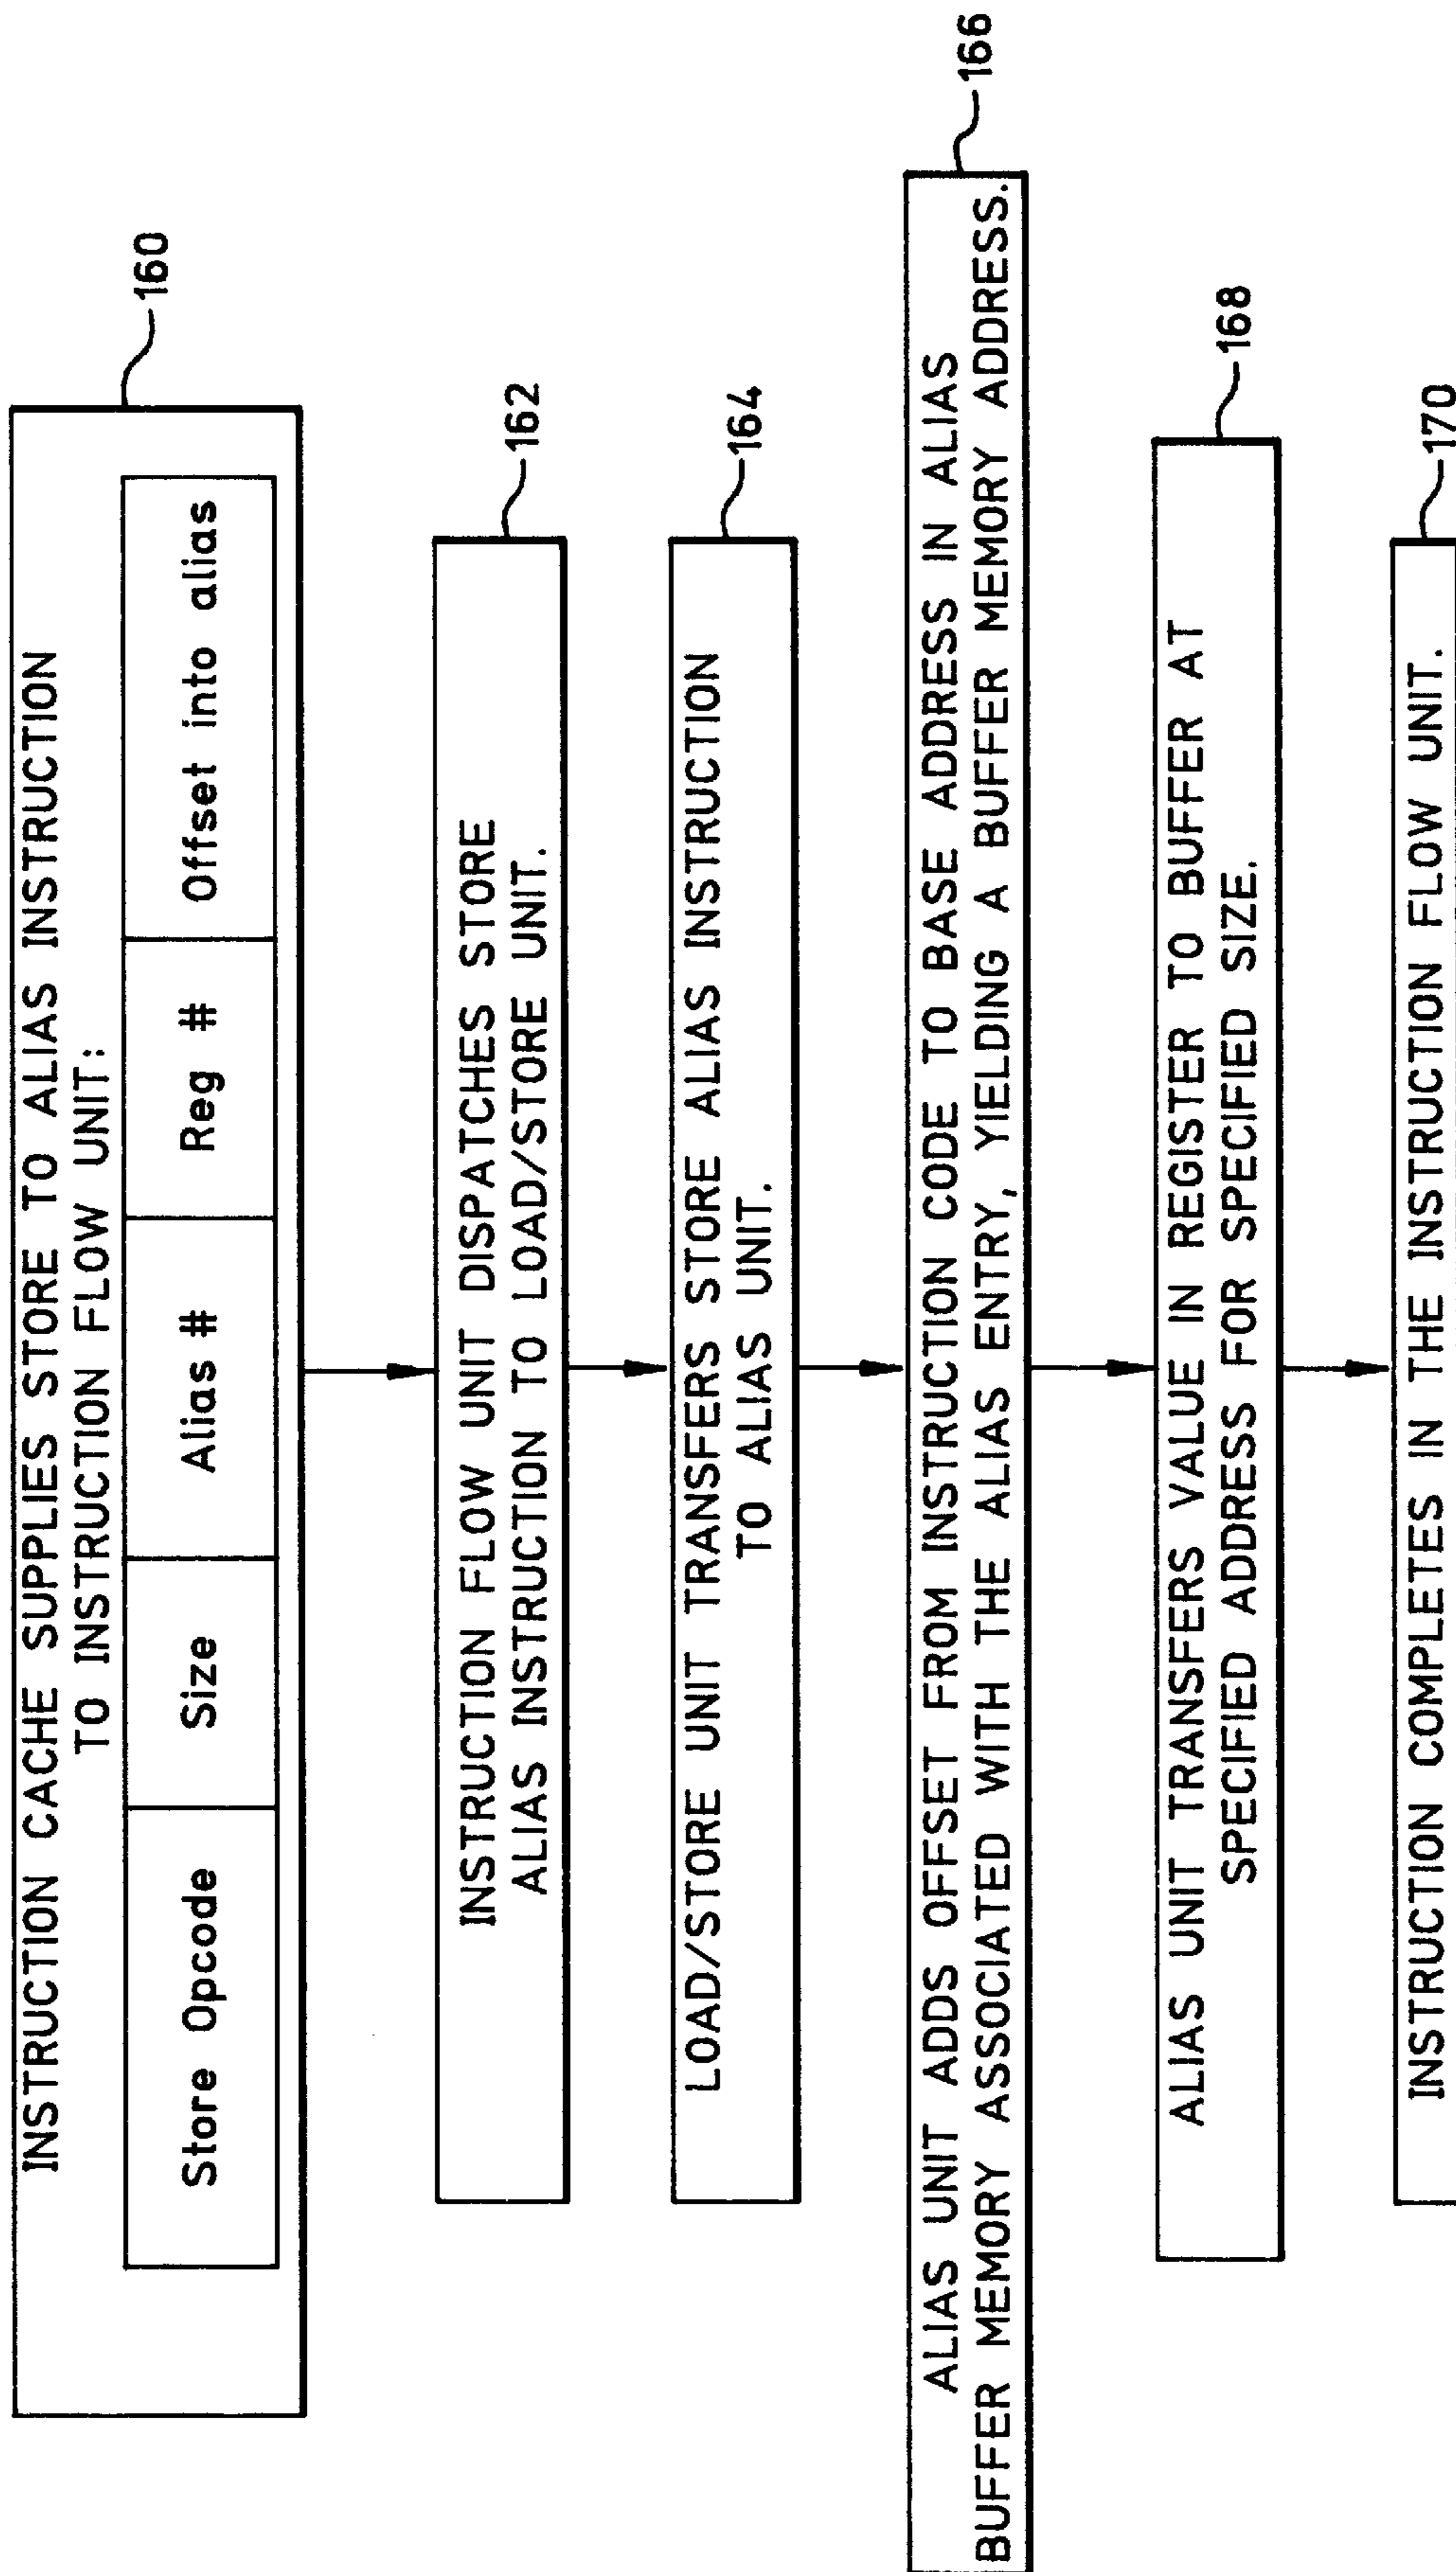 INSTRUCTION CACHE SUPPLIES STORE TO ALIAS INSTRUCTION
TO INSTRUCTION FLOW UNIT:
Store Opcode Size Alias # Reg # Offset into alias
160
INSTRUCTION FLOW UNIT DISPATCHES STORE
ALIAS INSTRUCTION TO LOAD/STORE UNIT.
162
LOAD/STORE UNIT TRANSFERS STORE ALIAS INSTRUCTION
TO ALIAS UNIT.
164
ALIAS UNIT ADDS OFFSET FROM INSTRUCTION CODE TO BASE ADDRESS IN ALIAS
BUFFER MEMORY ASSOCIATED WITH THE ALIAS ENTRY, YIELDING A BUFFER MEMORY ADDRESS.
166
ALIAS UNIT TRANSFERS VALUE IN REGISTER TO BUFFER AT
SPECIFIED ADDRESS FOR SPECIFIED SIZE.
168
INSTRUCTION COMPLETES IN THE INSTRUCTION FLOW UNIT.
170